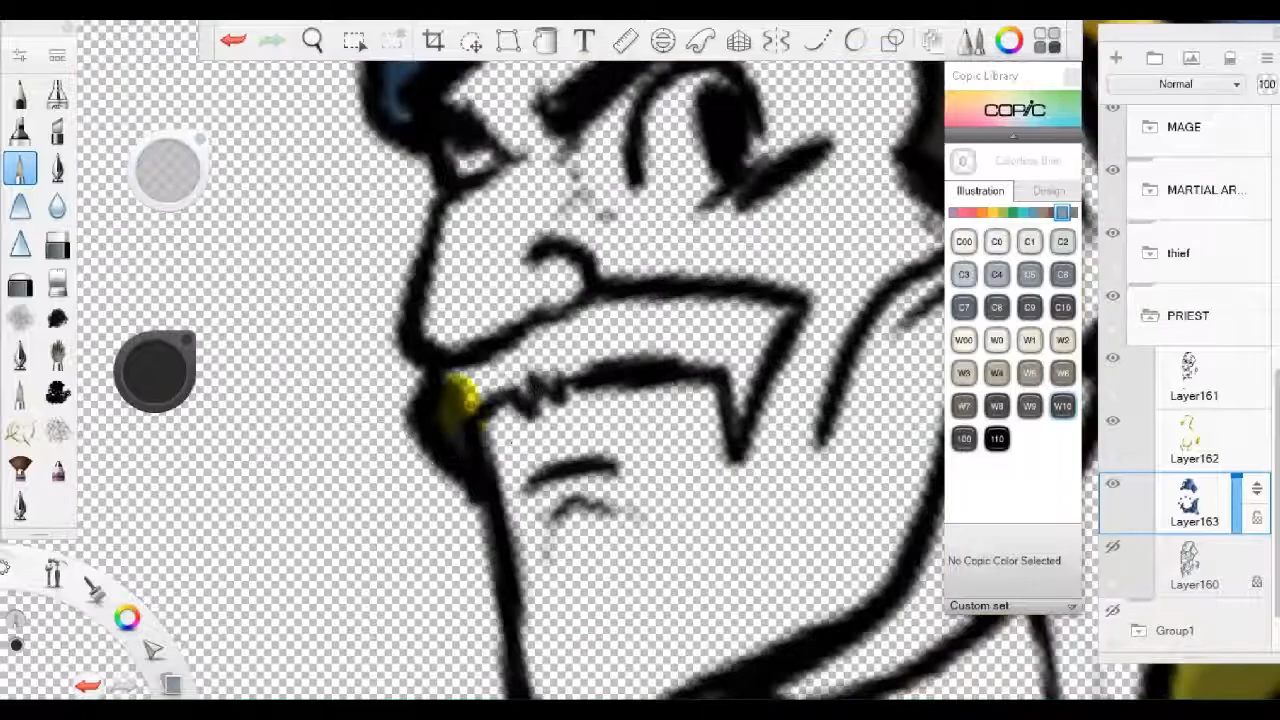 Copic Library
COPIC
0 Colorless Blen
Illustration Design
C00 C0 C1 C2
C3 C4 C5 C6
C7 C8 C9 C10
W00 W0 W1 W2
W3 W4 W5 W6
W7 W8 W9 W10
100 110
No Copic Color Selected
Custom set
Normal 100
MAGE
MARTIAL AR...
thief
PRIEST
Layer161
Layer162
Layer163
Layer160
Group1